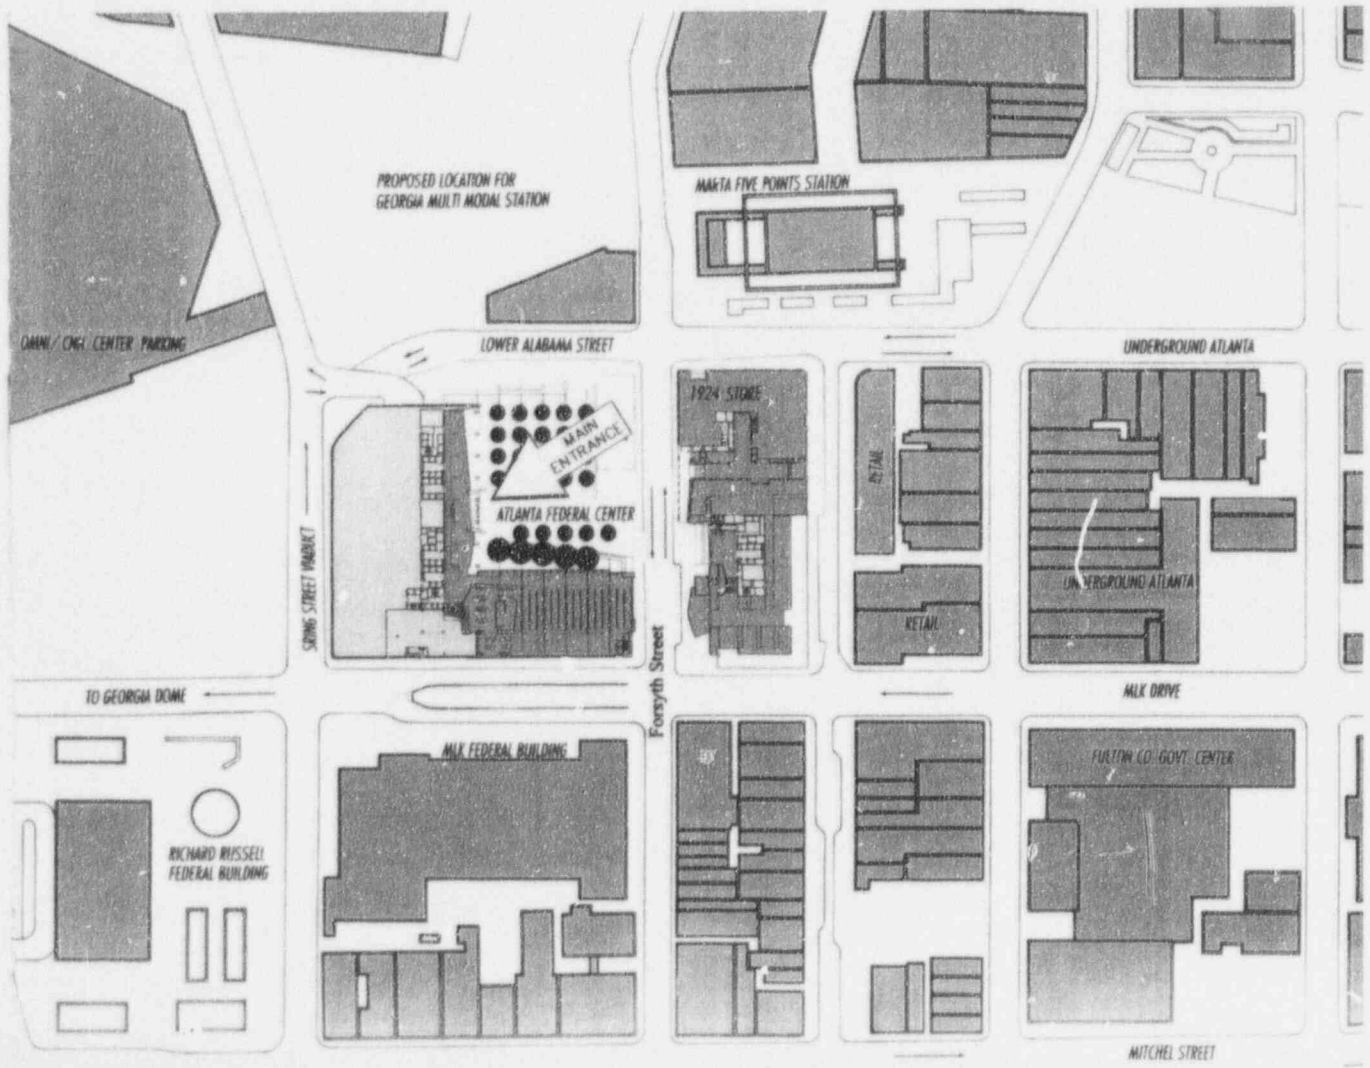 PROPOSED LOCATION FOR
GEORGIA MULTI MODAL STATION
MARTA FIVE POINTS STATION
OMNI/ CNN CENTER PARKING
LOWER ALABAMA STREET
UNDERGROUND ATLANTA
1924 STORE
MAIN
ENTRANCE
RETAIL
ATLANTA FEDERAL CENTER
SRING STREET VIADUCT
UNDERGROUND ATLANTA
RETAIL
Forsyth Street
TO GEORGIA DOME
MLK DRIVE
MLK FEDERAL BUILDING
FULTON CO. GOVT. CENTER
RICHARD RUSSELL
FEDERAL BUILDING
MITCHEL STREET